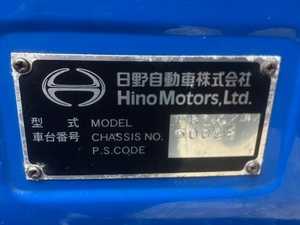 日野自動車株式会社
Hino Motors, Ltd.
型式 MODEL
車台番号 CHASSIS NO.
P.S.CODE